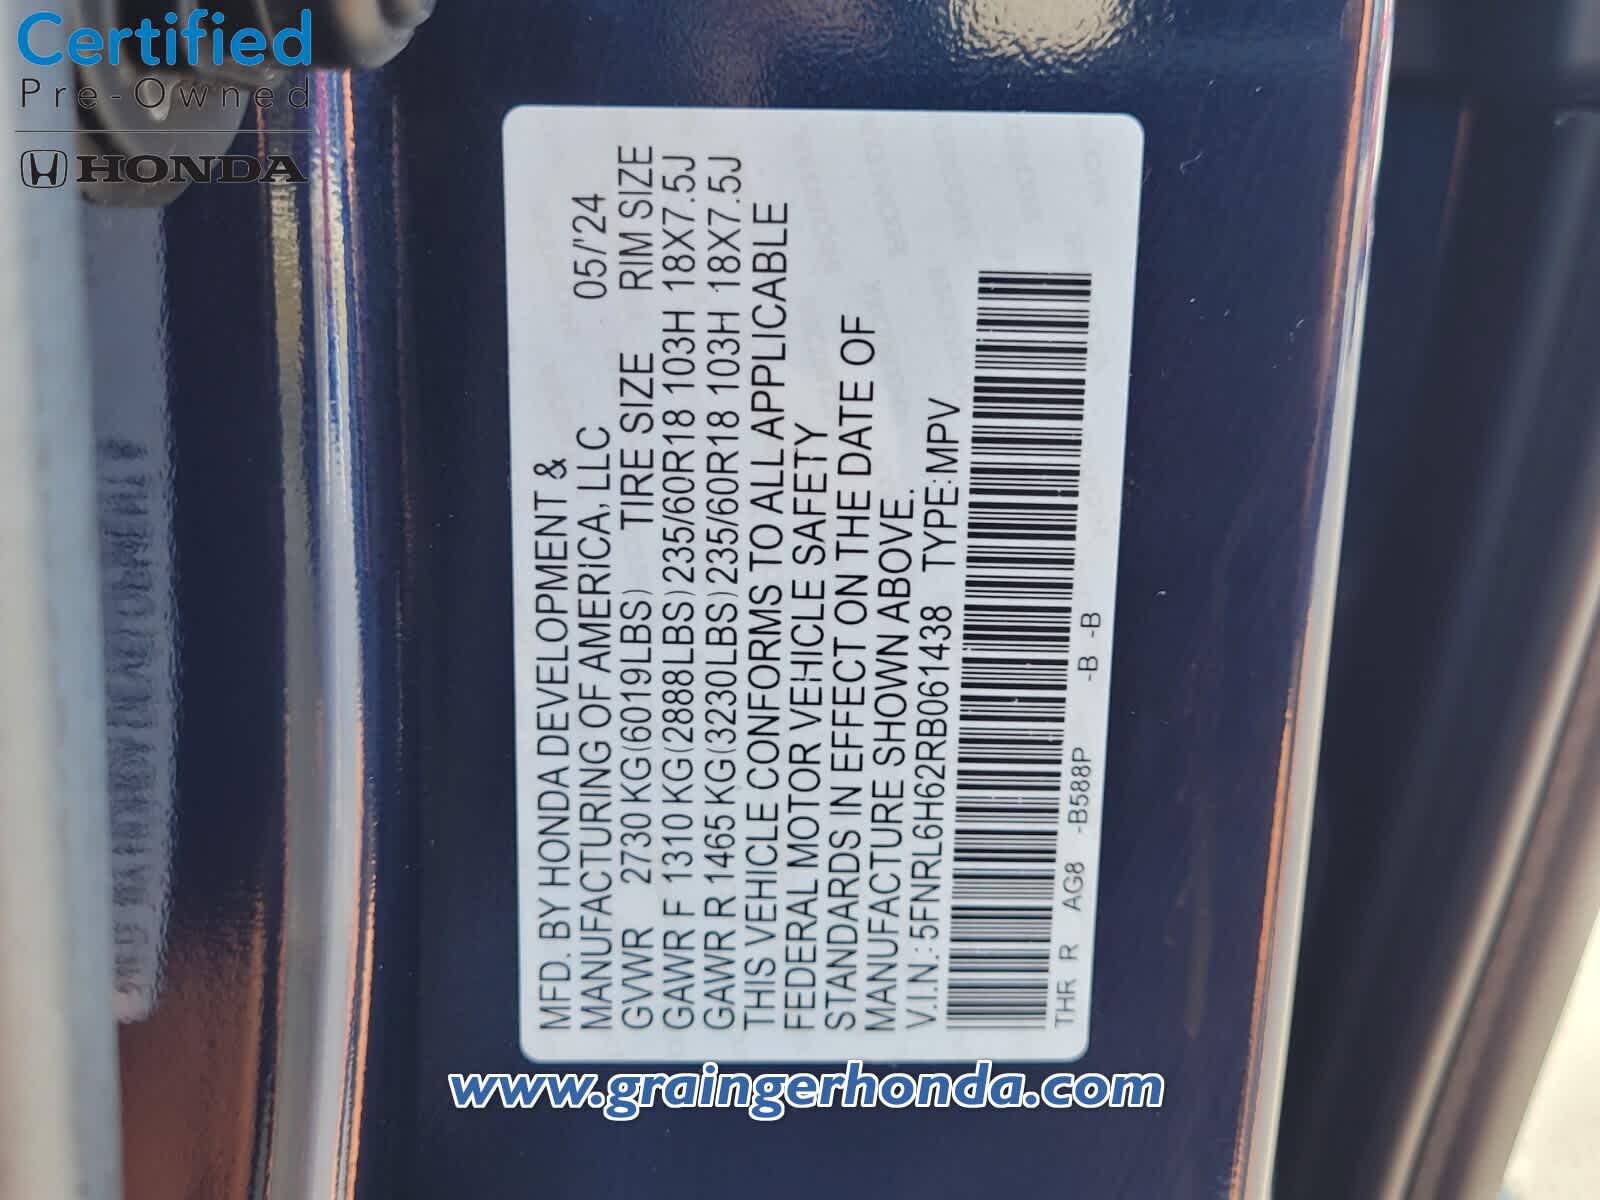 Certified
Pre-Owned
HONDA
MFD. BY HONDA DEVELOPMENT &
MANUFACTURING OF AMERICA, LLC 05/'24
GVWR 2730 KG(6019LBS) TIRE SIZE RIM SIZE
GAWR F 1310 KG(2888LBS) 235/60R18 103H 18X7.5J
GAWR R 1465 KG(3230LBS) 235/60R18 103H 18X7.5J
THIS VEHICLE CONFORMS TO ALL APPLICABLE
FEDERAL MOTOR VEHICLE SAFETY
STANDARDS IN EFFECT ON THE DATE OF
MANUFACTURE SHOWN ABOVE.
V.I.N.:5FNRL6H62RB061438 TYPE:MPV
THR R AG8 -B588P -B -B
www.graingerhonda.com